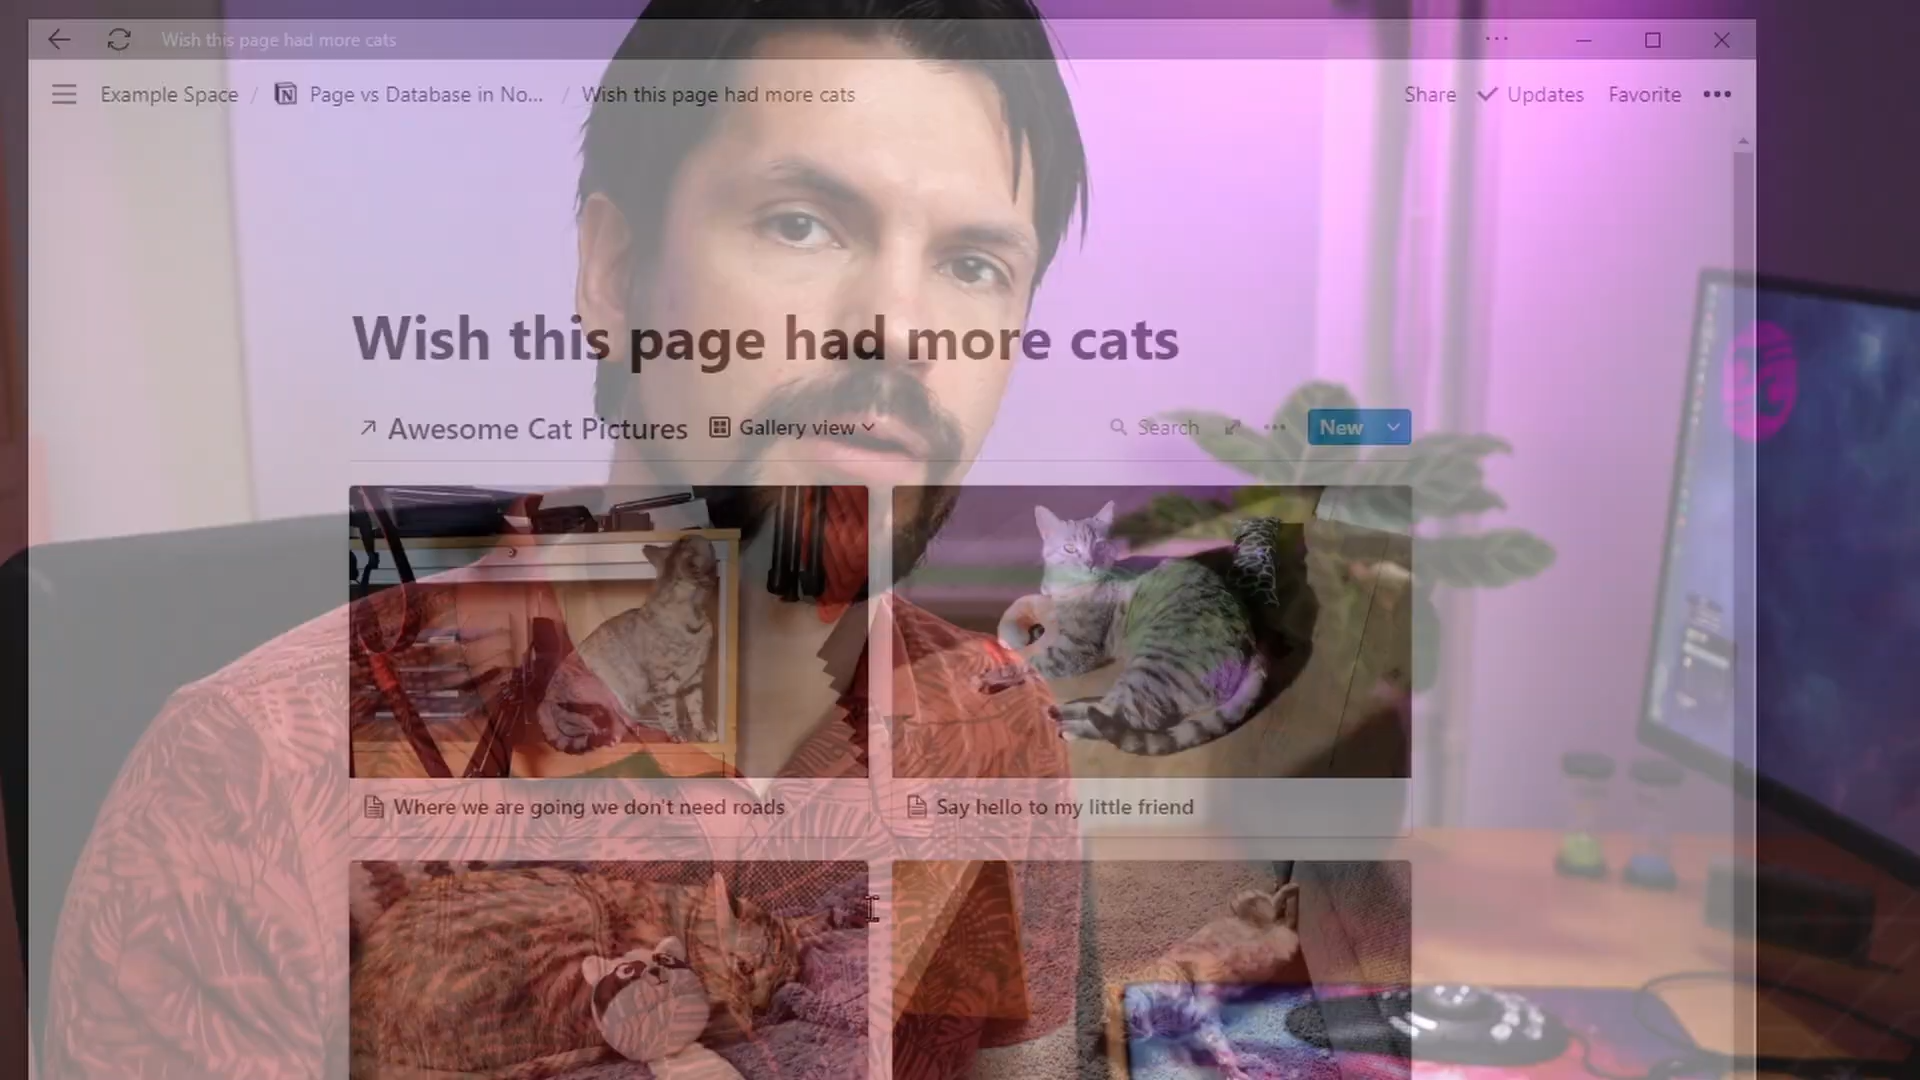 Wish this page had more cats
Example Space / Page vs Database in No... / Wish this page had more cats
Share Updates Favorite
Wish this page had more cats
Awesome Cat Pictures Gallery view
Search New
Where we are going we don't need roads
Say hello to my little friend